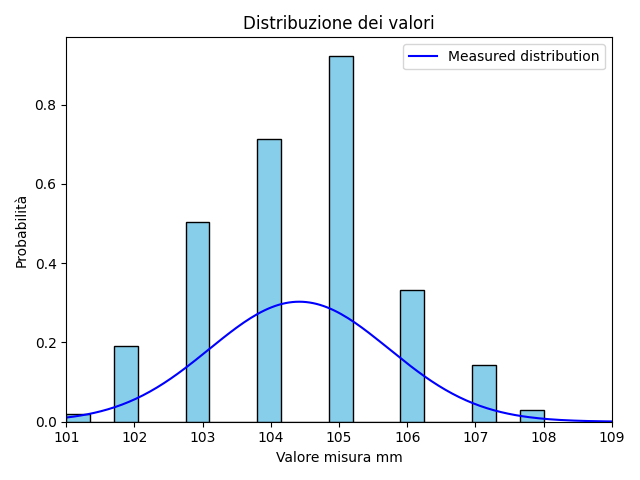 Distribuzione dei valori
Measured distribution
Probabilità
0.8
0.6
0.4
0.2
0.0
101 102 103 104 105 106 107 108 109
Valore misura mm